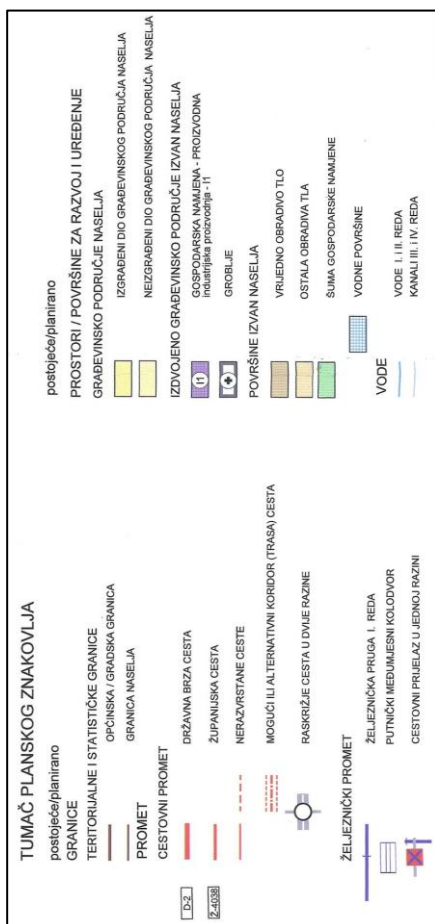 TUMAČ PLANSKOG ZNAKOVLJA
postojeće/planirano
GRANICE
TERITORIJALNE I STATISTIČKE GRANICE
OPĆINSKA / GRADSKA GRANICA
GRANICA NASELJA
PROMET
CESTOVNI PROMET
D-2
DRŽAVNA BRZA CESTA
Z-4038
ŽUPANIJSKA CESTA
NERAZVRSTANE CESTE
MOGUĆI ILI ALTERNATIVNI KORIDOR (TRASA) CESTA
RASKRIŽJE CESTA U DVIJE RAZINE
ŽELJEZNIČKI PROMET
ŽELJEZNIČKA PRUGA I. REDA
PUTNIČKI MEĐUMJESNI KOLODVOR
CESTOVNI PRIJELAZ U JEDNOJ RAZINI
postojeće/planirano
PROSTORI / POVRŠINE ZA RAZVOJ I UREĐENJE
GRAĐEVINSKO PODRUČJE NASELJA
IZGRAĐENI DIO GRAĐEVINSKOG PODRUČJA NASELJA
NEIZGRAĐENI DIO GRAĐEVINSKOG PODRUČJA NASELJA
IZDVOJENO GRAĐEVINSKO PODRUČJE IZVAN NASELJA
I1
GOSPODARSKA NAMJENA - PROIZVODNA
industrijska proizvodnja - I1
GROBLJE
POVRŠINE IZVAN NASELJA
VRIJEDNO OBRADIVO TLO
OSTALA OBRADIVA TLA
ŠUMA GOSPODARSKE NAMJENE
VODNE POVRŠINE
VODE
VODE I. i II. REDA
KANALI III. i IV. REDA